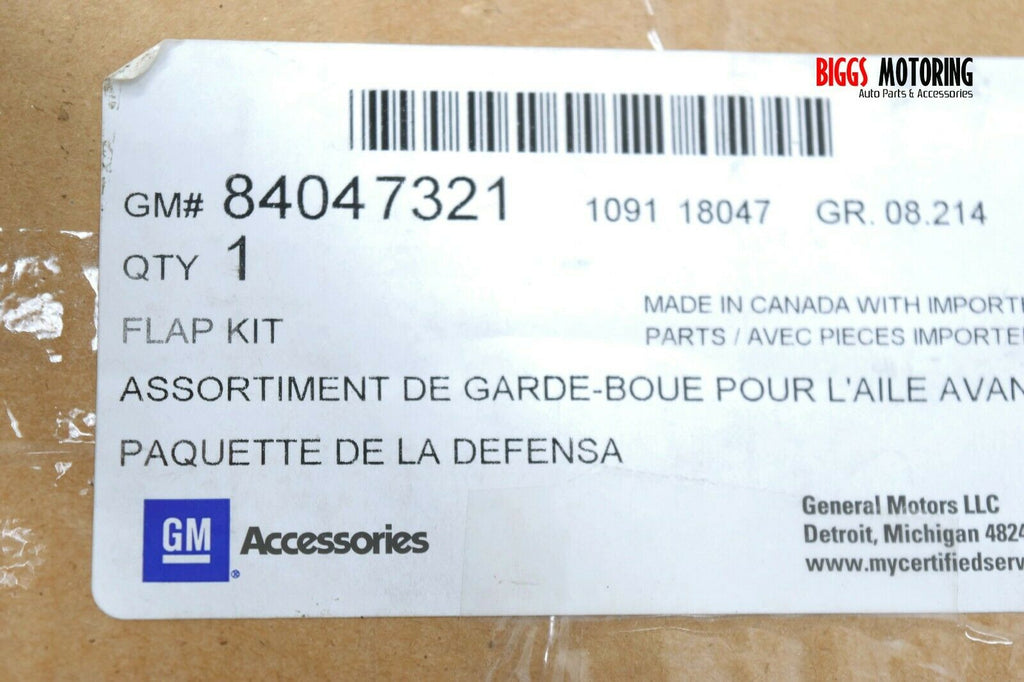 BIGGS MOTORING
Auto Parts & Accessories
GM# 84047321 1091 18047 GR. 08.214
QTY 1
MADE IN CANADA WITH IMPORTE
FLAP KIT
PARTS / AVEC PIECES IMPORTE
ASSORTIMENT DE GARDE-BOUE POUR L'AILE AVAN
PAQUETTE DE LA DEFENSA
GM Accessories
General Motors LLC
Detroit, Michigan 4824
www.mycertifiedserv